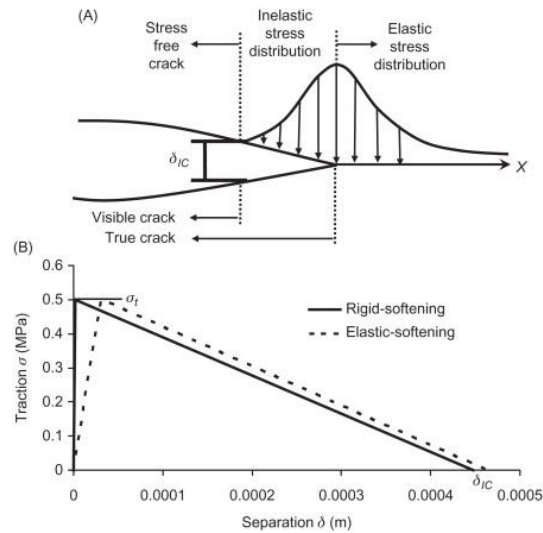 (A)
Stress
free
crack
Inelastic
stress
distribution
Elastic
stress
distribution
δIC
X
Visible crack
True crack
(B)
0.6
0.5
0.4
0.3
0.2
0.1
0
σt
Rigid-softening
Elastic-softening
Traction σ (MPa)
δIC
0 0.0001 0.0002 0.0003 0.0004 0.0005
Separation δ (m)